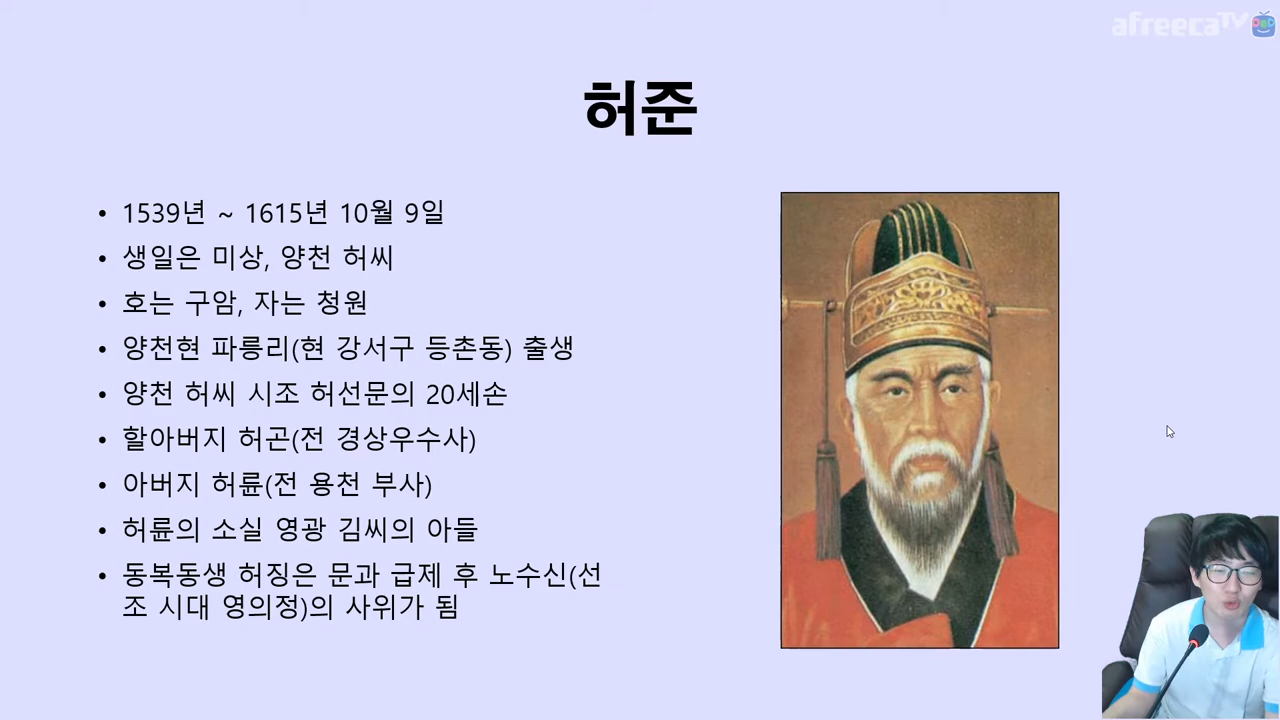 afreecaTV
허준
• 1539년 ~ 1615년 10월 9일
• 생일은 미상, 양천 허씨
• 호는 구암, 자는 청원
• 양천현 파릉리(현 강서구 등촌동) 출생
• 양천 허씨 시조 허선문의 20세손
• 할아버지 허곤(전 경상우수사)
• 아버지 허륜(전 용천 부사)
• 허륜의 소실 영광 김씨의 아들
• 동복동생 허징은 문과 급제 후 노수신(선
조 시대 영의정)의 사위가 됨